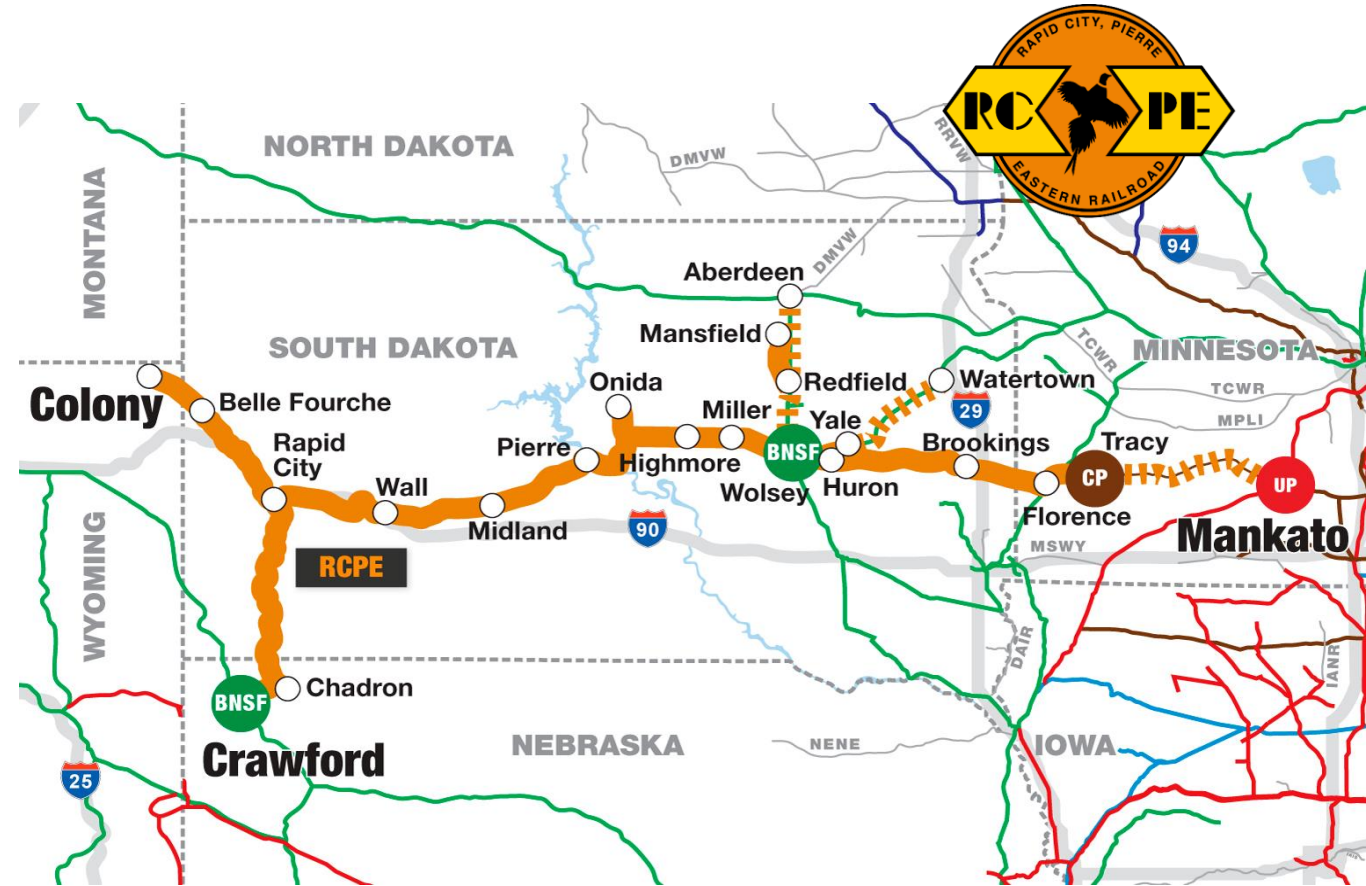 RAPID CITY, PIERRE
RC PE
EASTERN RAILROAD
NORTH DAKOTA
DMVW
RRVW
MONTANA
94
DMVW
Aberdeen
Mansfield
SOUTH DAKOTA
TCWR
MINNESOTA
Onida
Redfield
Watertown
TCWR
Colony
Belle Fourche
Miller
Yale
29
MPLI
Rapid
City
Pierre
Highmore
BNSF
Brookings
Tracy
Wall
Wolsey
Huron
CP
UP
Midland
90
Florence
Mankato
MSWY
RCPE
WYOMING
DAIR
IANR
Chadron
BNSF
Crawford
NEBRASKA
NENE
IOWA
25